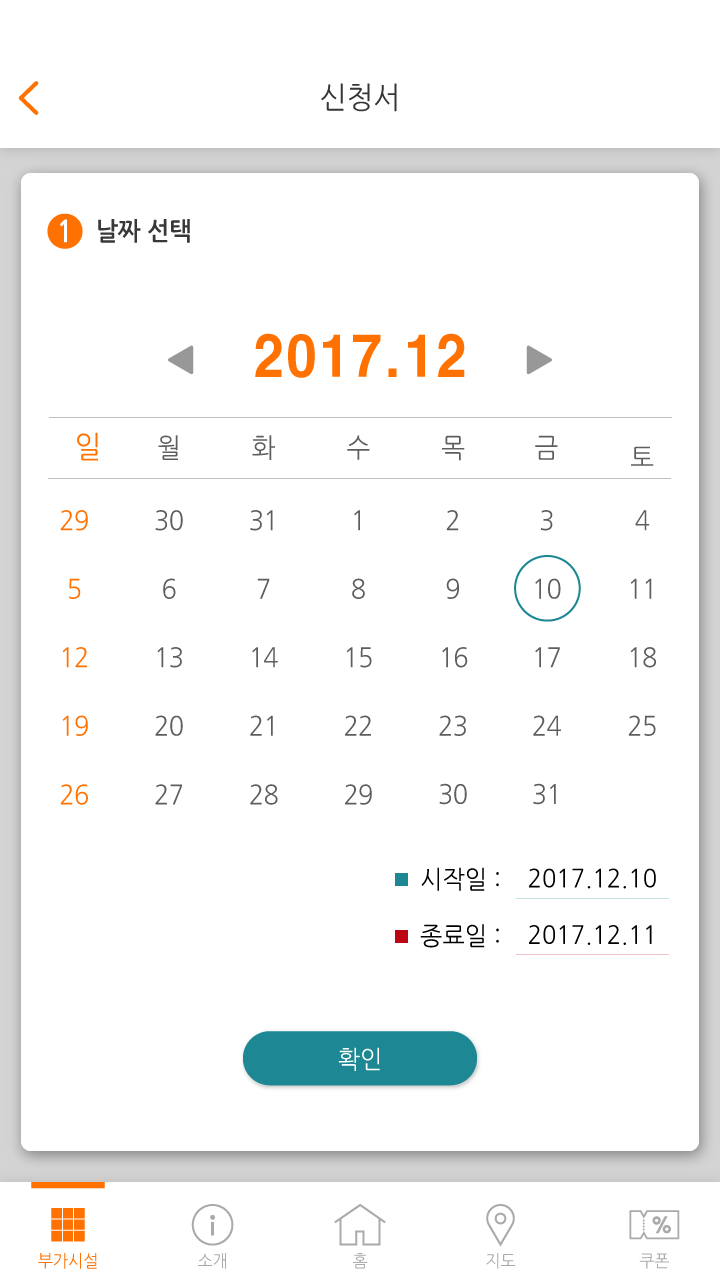 신청서
1 날짜 선택
2017.12
일 월 화 수 목 금 토
29 30 31 1 2 3 4
5 6 7 8 9 10 11
12 13 14 15 16 17 18
19 20 21 22 23 24 25
26 27 28 29 30 31
시작일 : 2017.12.10
종료일 : 2017.12.11
확인
부가시설 소개 홈 지도 쿠폰